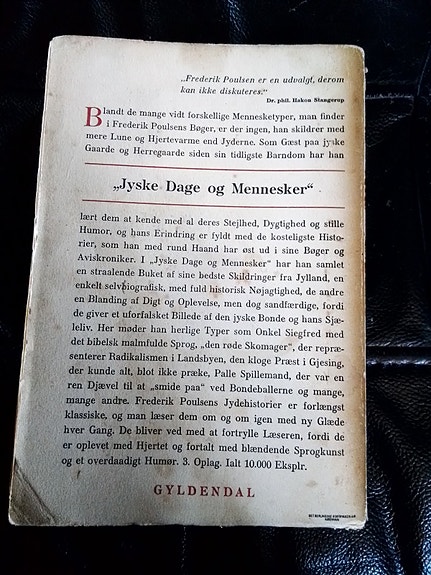 „Frederik Poulsen er en udvalgt, derom
kan ikke diskuteres.“
Dr. phil. Hakon Stangerup
Blandt de mange vidt forskellige Mennesketyper, man finder
i Frederik Poulsens Bøger, er der ingen, han skildrer med
mere Lune og Hjertevarme end Jyderne. Som Gæst paa jyske
Gaarde og Herregaarde siden sin tidligste Barndom har han
„Jyske Dage og Mennesker“
lært dem at kende med al deres Stejlhed, Dygtighed og stille
Humor, og hans Erindring er fyldt med de kosteligste Histo-
rier, som han med rund Haand har øst ud i sine Bøger og
Aviskroniker. I „Jyske Dage og Mennesker“ har han samlet
en straalende Buket af sine bedste Skildringer fra Jylland, en
enkelt selvbiografisk, med fuld historisk Nøjagtighed, de andre
en Blanding af Digt og Oplevelse, men dog sandfærdige, fordi
de giver et uforfalsket Billede af den jyske Bonde og hans Sjæ-
leliv. Her møder han herlige Typer som Onkel Siegfred med
det bibelsk malmfulde Sprog, „den røde Skomager“, der repræ-
senterer Radikalismen i Landsbyen, den kloge Præst i Gjesing,
der kunde alt, blot ikke præke, Palle Spillemand, der var en
ren Djævel til at „smide paa“ ved Bondeballerne og mange,
mange andre. Frederik Poulsens Jydehistorier er forlængst
klassiske, og man læser dem om og om igen med ny Glæde
hver Gang. De bliver ved med at fortrylle Læseren, fordi de
er oplevet med Hjertet og fortalt med blændende Sprogkunst
og et overdaadigt Humør. 3. Oplag. Ialt 10.000 Eksplr.
GYLDENDAL